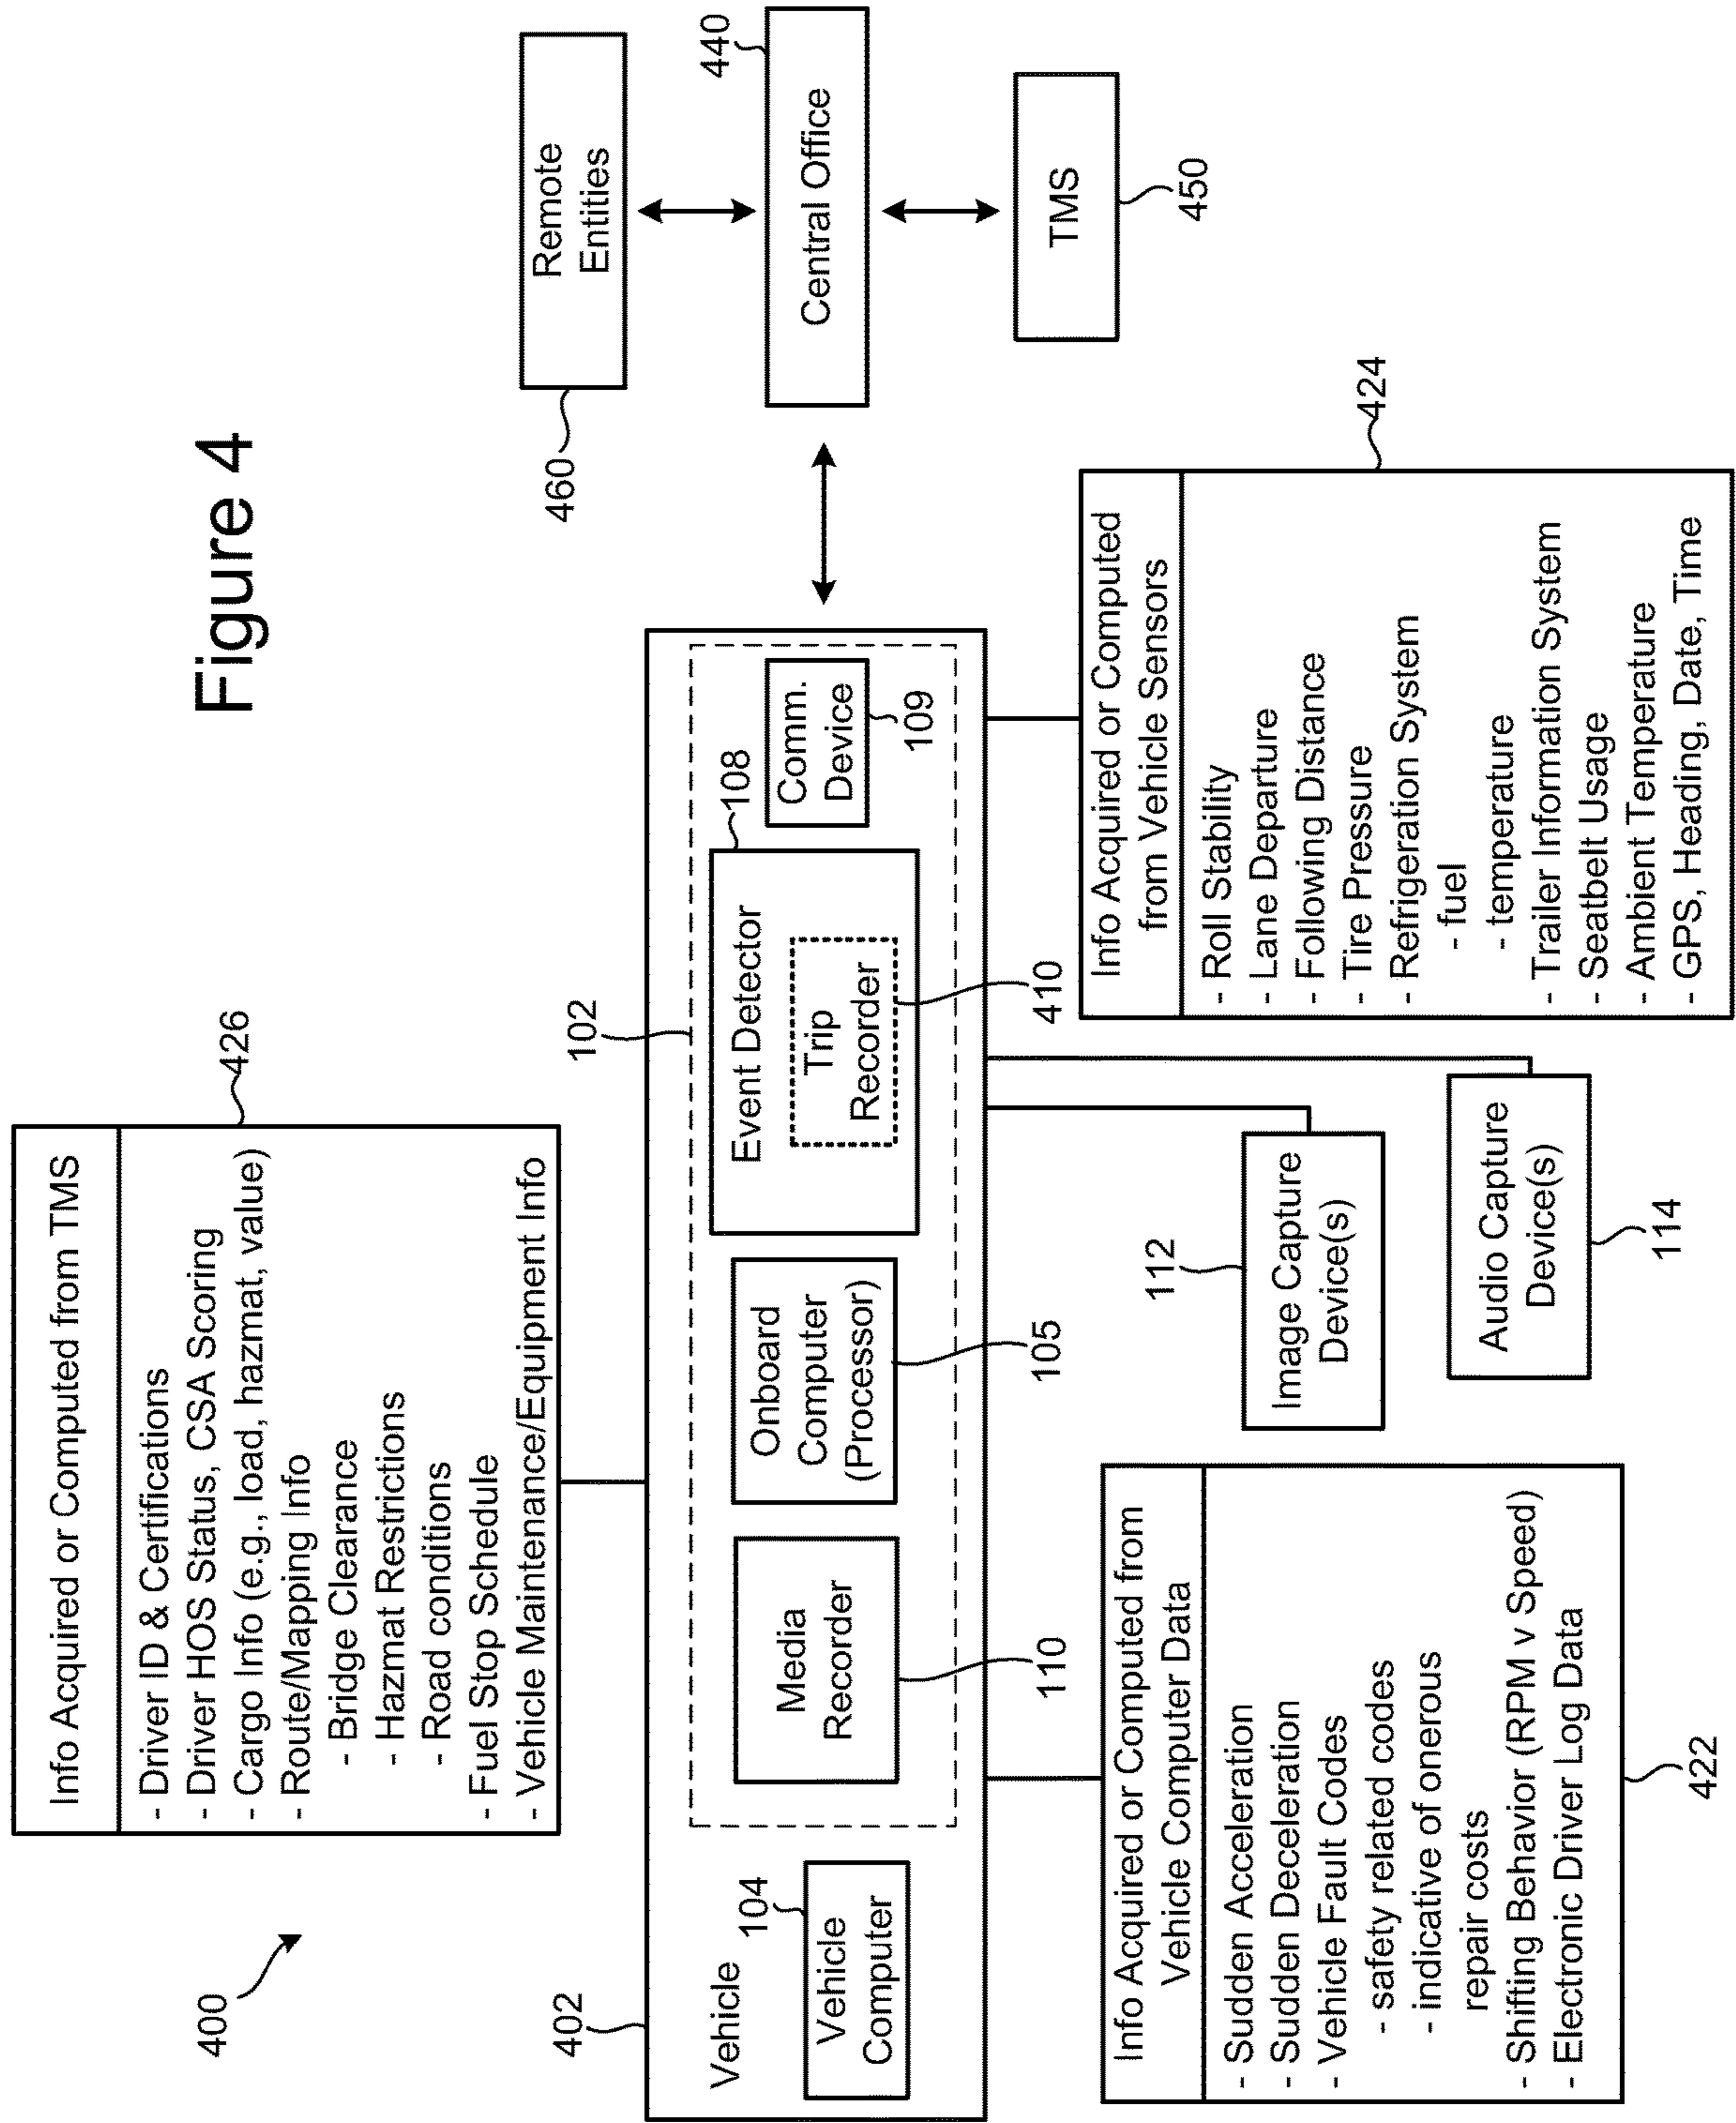 Figure 4
400
Info Acquired or Computed from TMS
- Driver ID & Certifications
- Driver HOS Status, CSA Scoring
- Cargo Info (e.g., load, hazmat, value)
- Route/Mapping Info
- Bridge Clearance
- Hazmat Restrictions
- Road conditions
- Fuel Stop Schedule
- Vehicle Maintenance/Equipment Info
426
402
Vehicle
104
Vehicle
Computer
102
Media
Recorder
110
Onboard
Computer
(Processor)
105
Event Detector
108
Trip
Recorder
410
Comm.
Device
109
Remote
Entities
460
440
Central Office
TMS
450
Info Acquired or Computed from
Vehicle Computer Data
- Sudden Acceleration
- Sudden Deceleration
- Vehicle Fault Codes
- safety related codes
- indicative of onerous
repair costs
- Shifting Behavior (RPM v Speed)
- Electronic Driver Log Data
422
112
Image Capture
Device(s)
Audio Capture
Device(s)
114
Info Acquired or Computed
from Vehicle Sensors
- Roll Stability
- Lane Departure
- Following Distance
- Tire Pressure
- Refrigeration System
- fuel
- temperature
- Trailer Information System
- Seatbelt Usage
- Ambient Temperature
- GPS, Heading, Date, Time
424